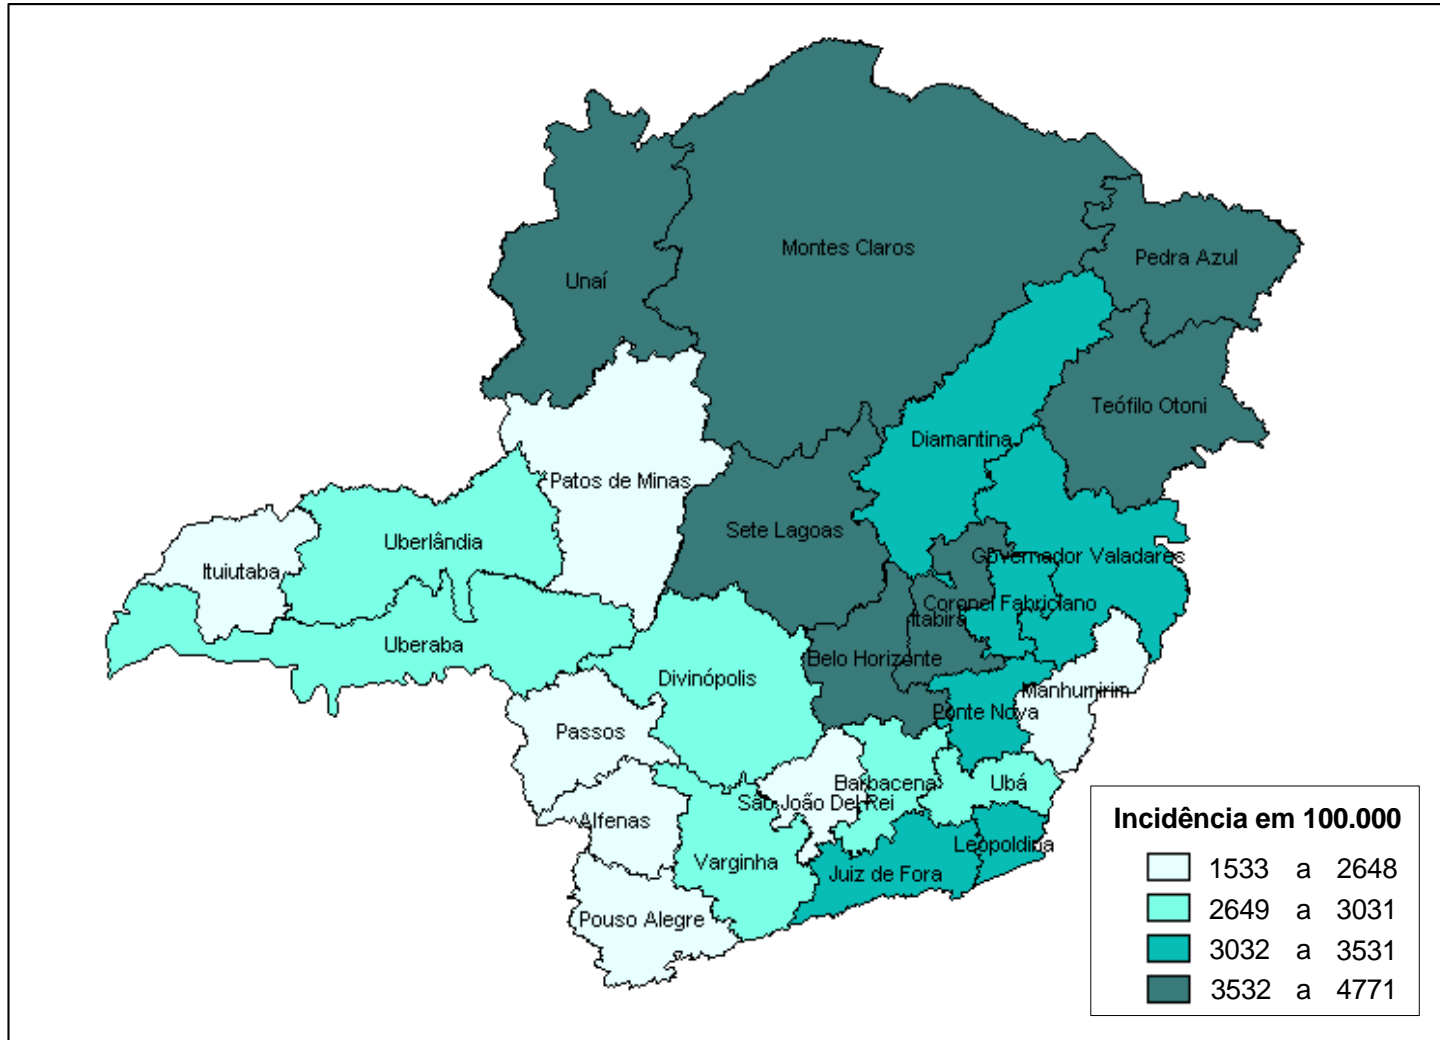 Montes Claros
Pedra Azul
Unaí
Teófilo Otoni
Diamantina
Patos de Minas
Sete Lagoas
Uberlândia
Governador Valadares
Ituiutaba
Coronel Fabriciano
Itabira
Uberaba
Belo Horizonte
Divinópolis
Manhumirim
Ponte Nova
Passos
Barbacena
Ubá
São João Del Rei
Alfenas
Leopoldina
Varginha
Juiz de Fora
Pouso Alegre
Incidência em 100.000
1533 a 2648
2649 a 3031
3032 a 3531
3532 a 4771